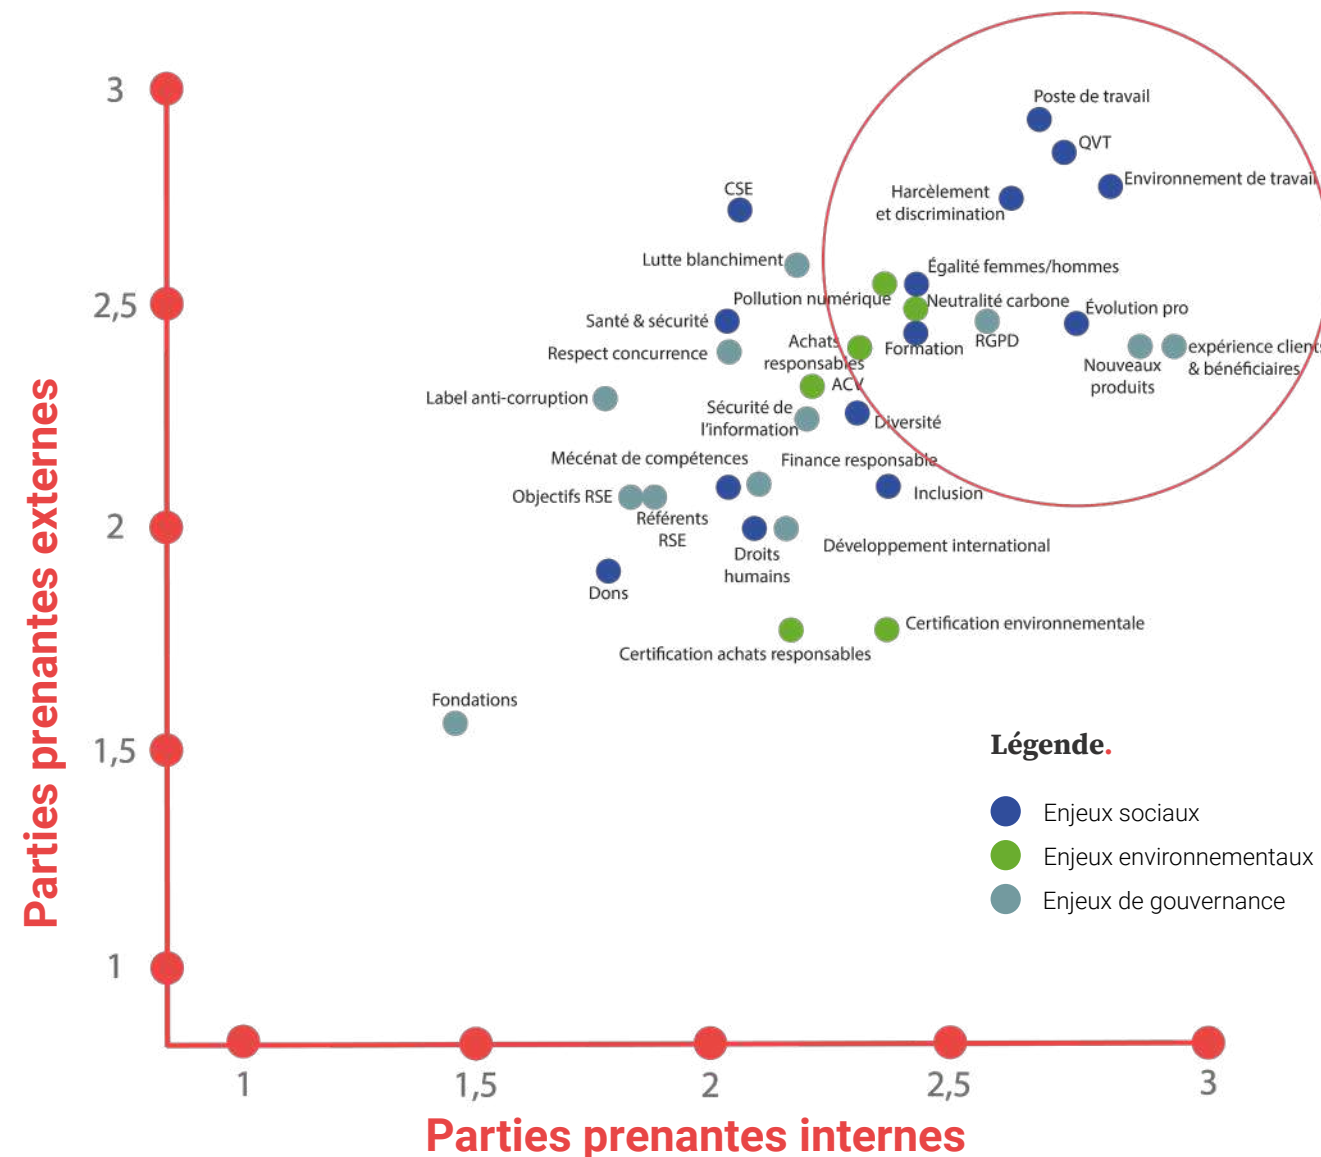 Parties prenantes externes
3
2,5
2
1,5
1
Poste de travail
QVT
Environnement de travail
CSE
Harcèlement
et discrimination
Lutte blanchiment
Égalité femmes/hommes
Pollution numérique
Neutralité carbone
Évolution pro
Santé & sécurité
Achats
responsables
Formation
RGPD
Respect concurrence
Nouveaux
produits
expérience clients
& bénéficiaires
ACV
Label anti-corruption
Sécurité de
l'information
Diversité
Mécénat de compétences
Finance responsable
Objectifs RSE
Référents
RSE
Inclusion
Droits
humains
Développement international
Dons
Certification environnementale
Certification achats responsables
Fondations
Légende.
Enjeux sociaux
Enjeux environnementaux
Enjeux de gouvernance
1
1,5
2
2,5
3
Parties prenantes internes